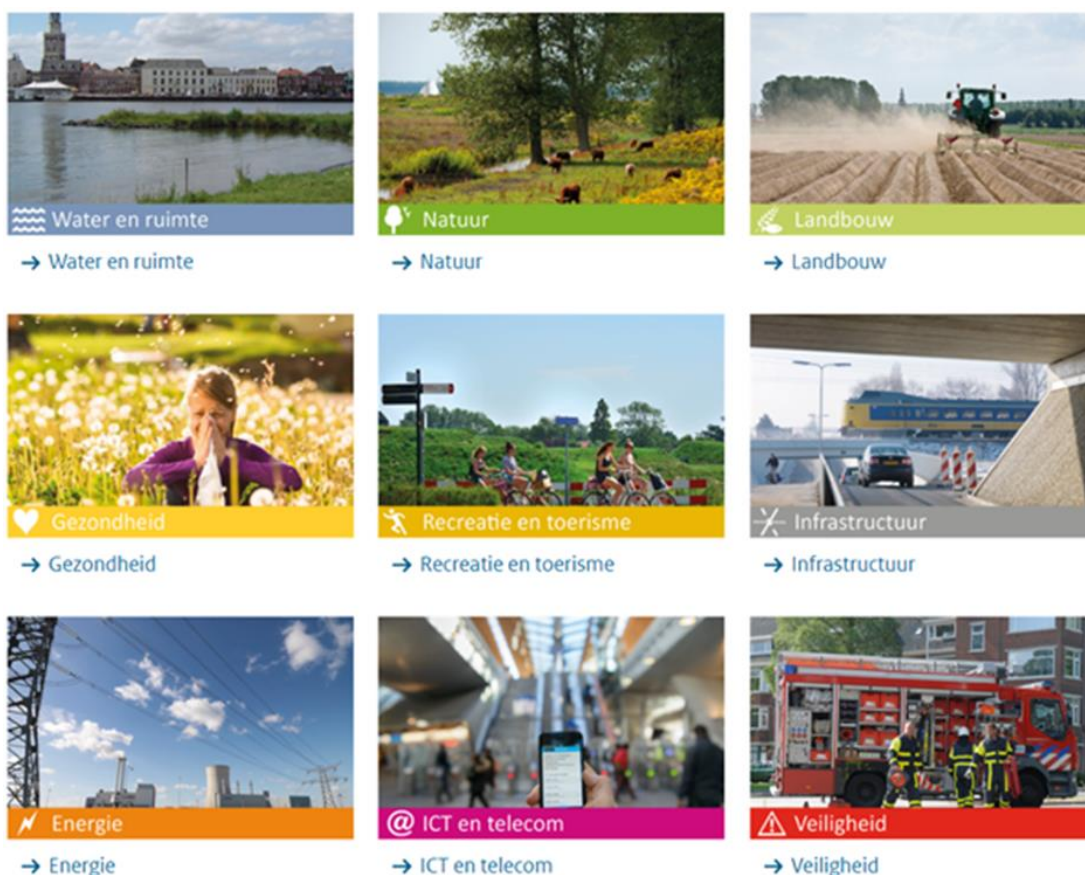 Water en ruimte
Natuur
Landbouw
→ Water en ruimte
→ Natuur
→ Landbouw
Gezondheid
Recreatie en toerisme
Infrastructuur
→ Gezondheid
→ Recreatie en toerisme
→ Infrastructuur
Energie
@ ICT en telecom
Veiligheid
→ Energie
→ ICT en telecom
→ Veiligheid